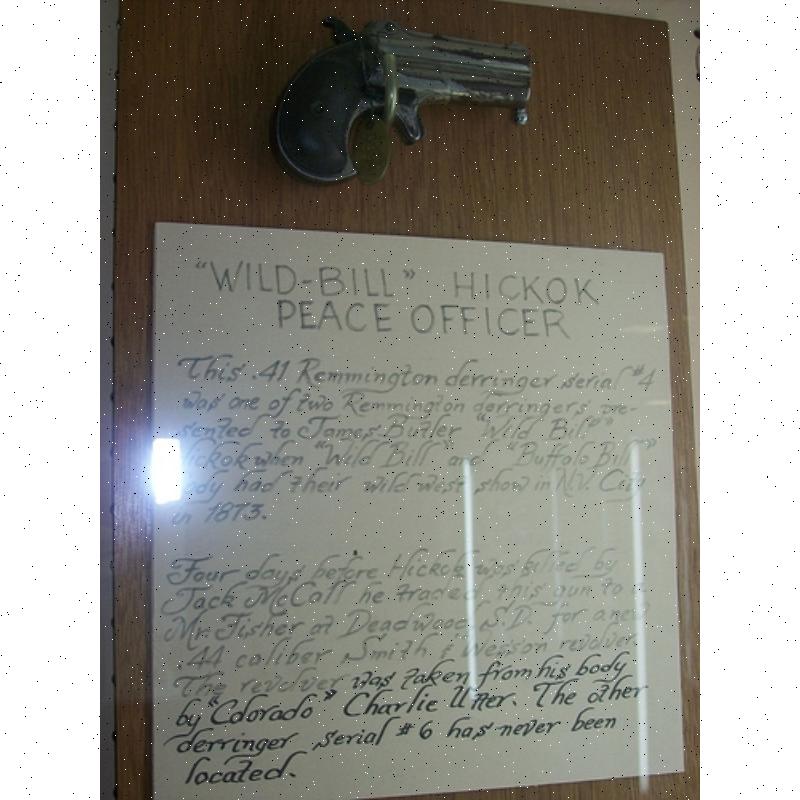 "WILD-BILL" HICKOK
PEACE OFFICER
This .41 Remmington derringer serial #4
was one of two Remmington derringers pre-
sented to James Butler "Wild Bill"
Hickok when "Wild Bill" and "Buffalo Bill"
Cody had their wild west show in N.Y. City
in 1873.
Four days before Hickok was killed by
Jack McCall he traded this gun to a
Mr. Fisher at Deadwood, S.D. for a new
.44 caliber Smith & Wesson revolver.
The revolver was taken from his body
by "Colorado" Charlie Utter. The other
derringer serial #6 has never been
located.